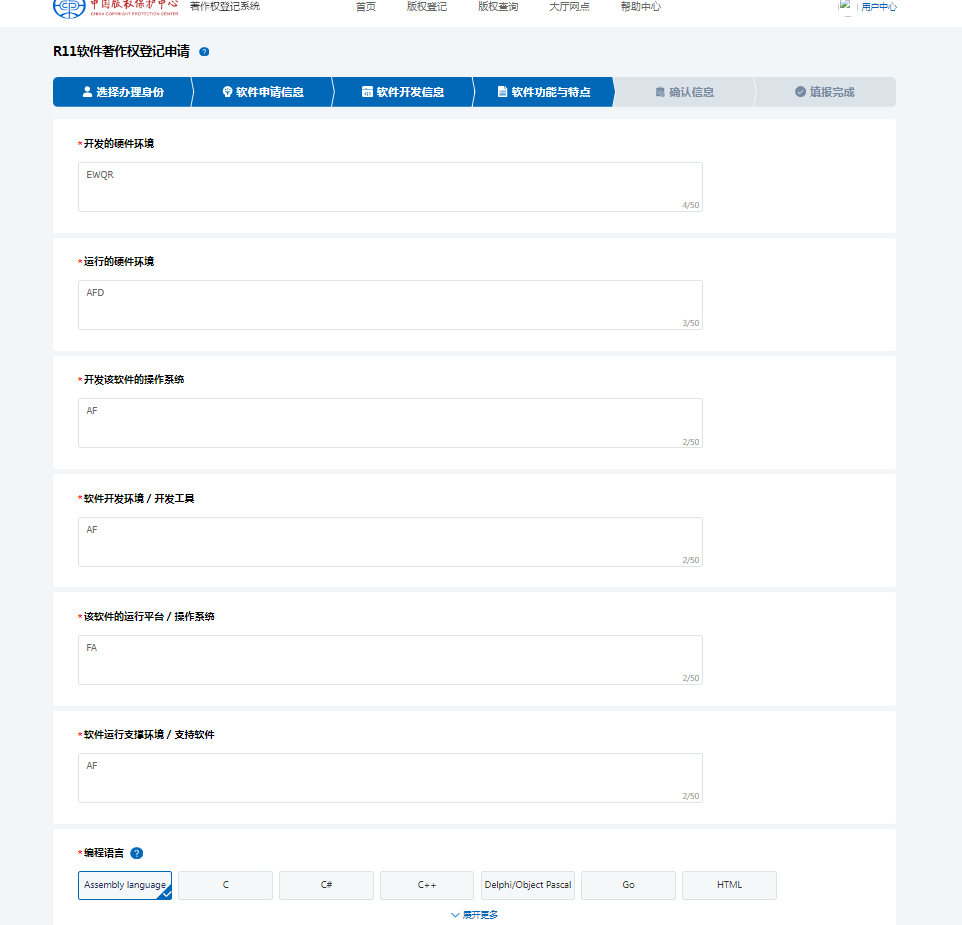 中国版权保护中心
CHINA COPYRIGHT PROTECTION CENTER
著作权登记系统
首页
版权登记
版权查询
大厅网点
帮助中心
用户中心
R11软件著作权登记申请
选择办理身份
软件申请信息
软件开发信息
软件功能与特点
确认信息
填报完成
*开发的硬件环境
EWQR
4/50
*运行的硬件环境
AFD
3/50
*开发该软件的操作系统
AF
2/50
*软件开发环境 / 开发工具
AF
2/50
*该软件的运行平台 / 操作系统
FA
2/50
*软件运行支撑环境 / 支持软件
AF
2/50
*编程语言
Assembly language
C
C#
C++
Delphi/Object Pascal
Go
HTML
展开更多